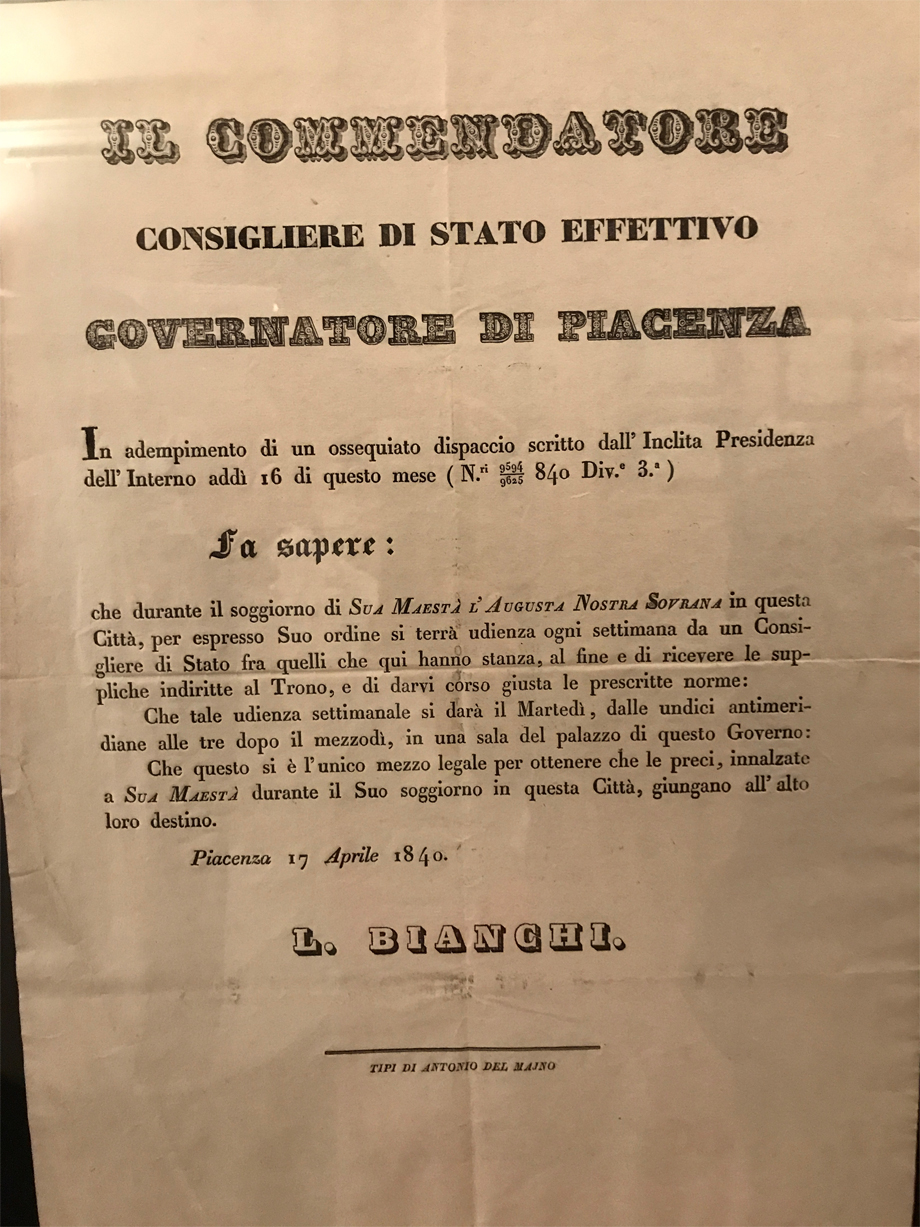 IL COMMENDATORE
CONSIGLIERE DI STATO EFFETTIVO
GOVERNATORE DI PIACENZA
In adempimento di un ossequiato dispaccio scritto dall' Inclita Presidenza
dell' Interno addì 16 di questo mese ( N.ri 9594/9625 840 Div.e 3.a )
Fa sapere :
che durante il soggiorno di SUA MAESTÀ L'AUGUSTA NOSTRA SOVRANA in questa
Città, per espresso Suo ordine si terrà udienza ogni settimana da un Consi-
gliere di Stato fra quelli che qui hanno stanza, al fine e di ricevere le sup-
pliche indiritte al Trono, e di darvi corso giusta le prescritte norme:
Che tale udienza settimanale si darà il Martedì, dalle undici antimeri-
diane alle tre dopo il mezzodì, in una sala del palazzo di questo Governo:
Che questo si è l'unico mezzo legale per ottenere che le preci, innalzate
a SUA MAESTÀ durante il Suo soggiorno in questa Città, giungano all' alto
loro destino.
Piacenza 17 Aprile 1840.
L. BIANCHI.
TIPI DI ANTONIO DEL MAJNO